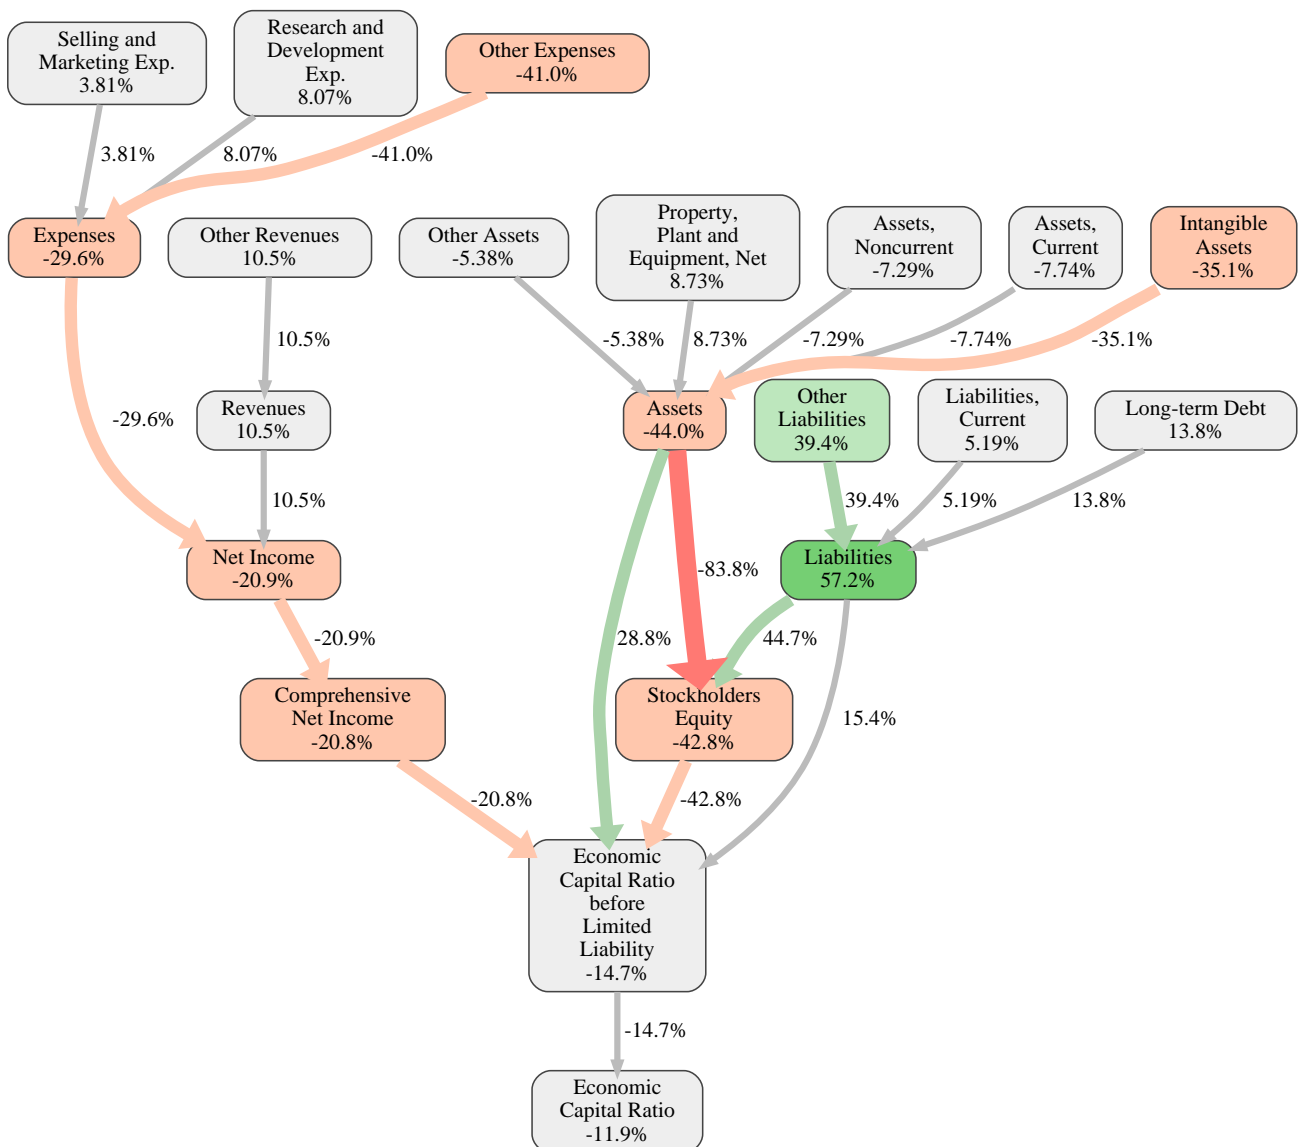 Selling and
Marketing Exp.
3.81%
Research and
Development
Exp.
8.07%
Other Expenses
-41.0%
3.81%
8.07%
-41.0%
Expenses
-29.6%
Other Revenues
10.5%
Other Assets
-5.38%
Property,
Plant and
Equipment, Net
8.73%
Assets,
Noncurrent
-7.29%
Assets,
Current
-7.74%
Intangible
Assets
-35.1%
10.5%
-5.38%
8.73%
-7.29%
-7.74%
-35.1%
-29.6%
Revenues
10.5%
Assets
-44.0%
Other
Liabilities
39.4%
Liabilities,
Current
5.19%
Long-term Debt
13.8%
10.5%
39.4%
5.19%
13.8%
Net Income
-20.9%
-83.8%
Liabilities
57.2%
-20.9%
28.8%
44.7%
Comprehensive
Net Income
-20.8%
Stockholders
Equity
-42.8%
15.4%
-20.8%
-42.8%
Economic
Capital Ratio
before
Limited
Liability
-14.7%
-14.7%
Economic
Capital Ratio
-11.9%